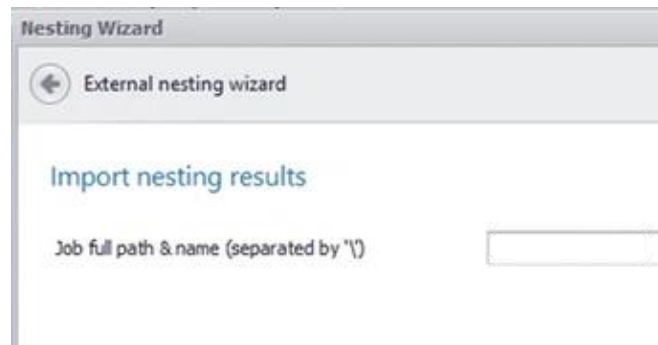 Nesting Wizard
External nesting wizard
Import nesting results
Job full path & name (separated by '\')